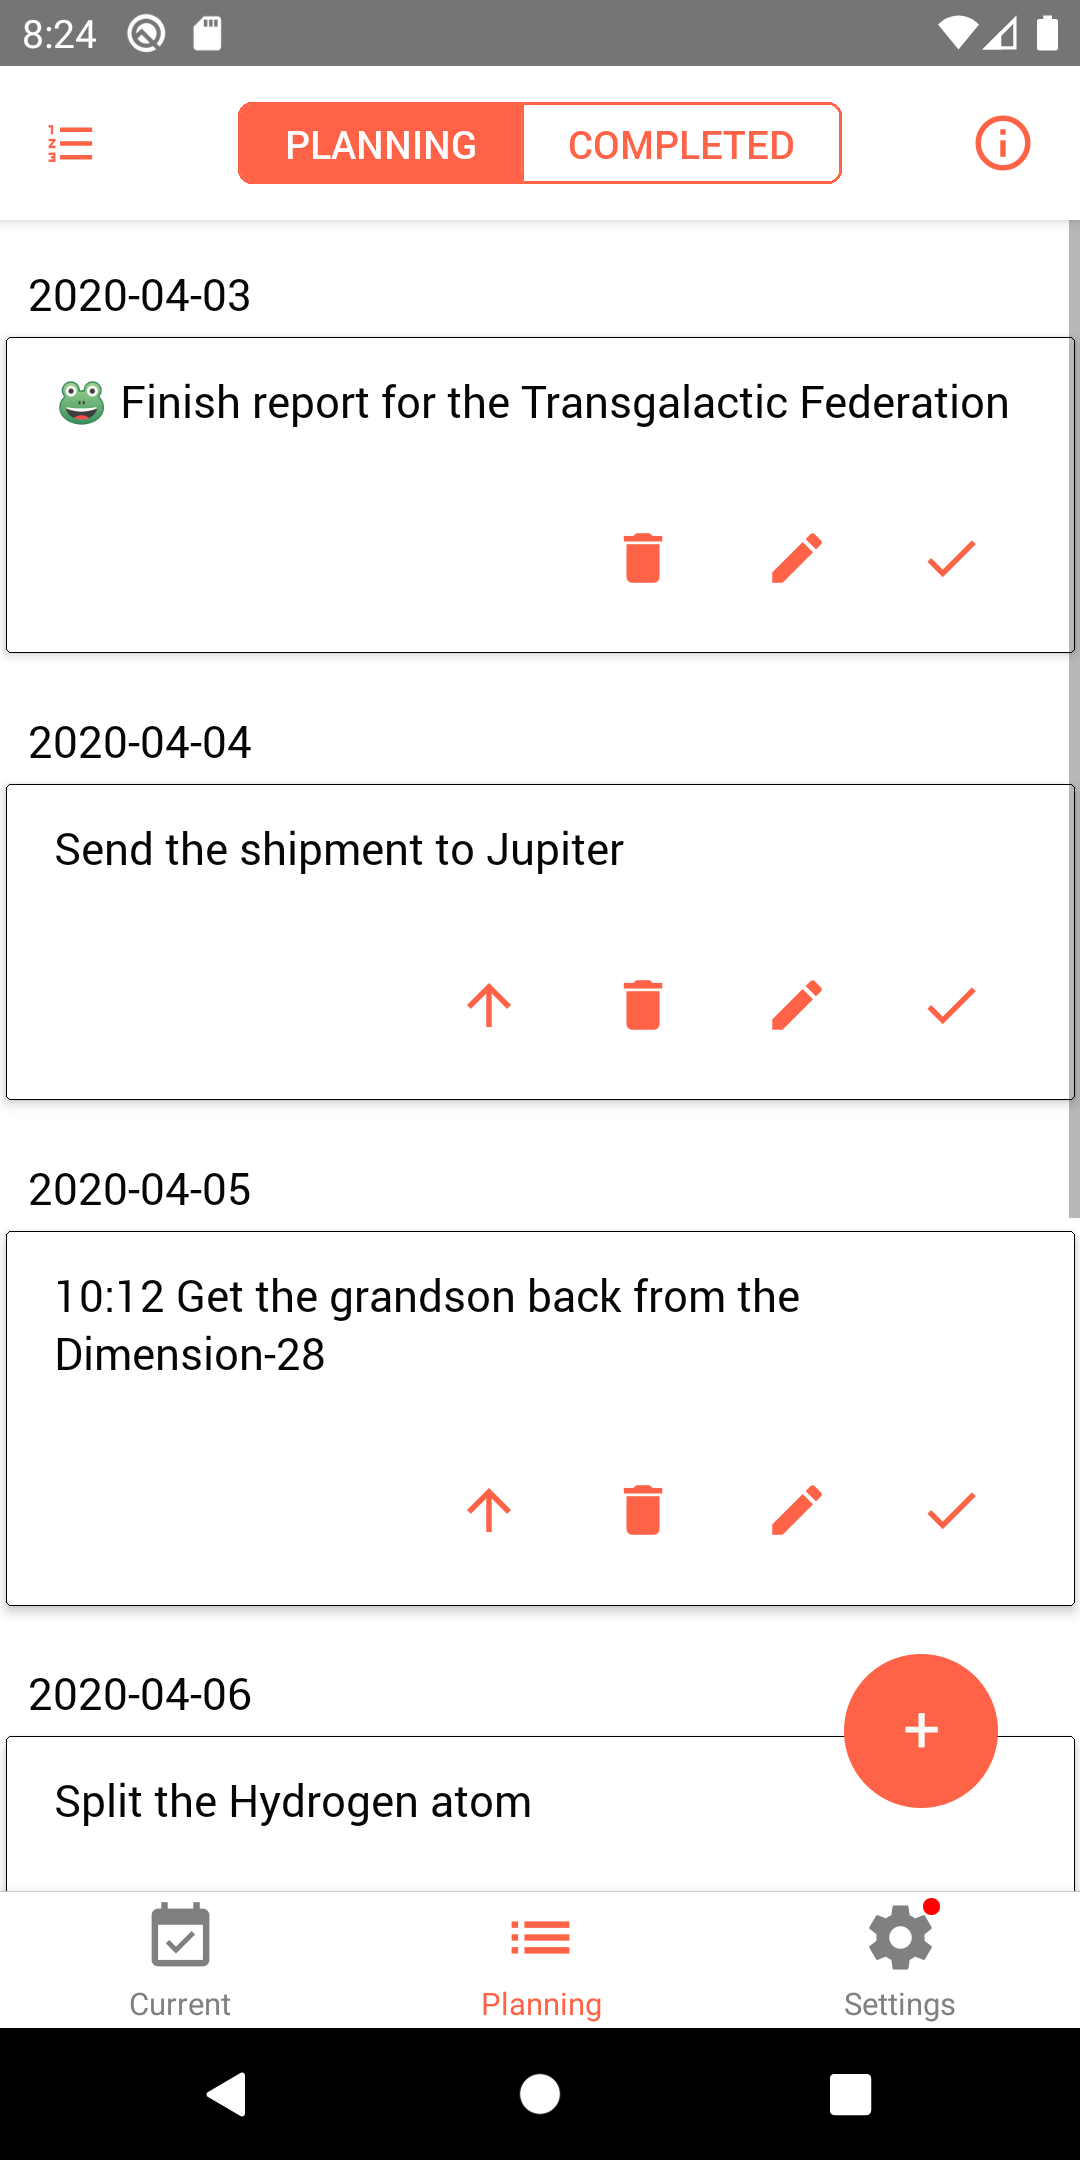 8:24
PLANNING
COMPLETED
2020-04-03
🐸 Finish report for the Transgalactic Federation
2020-04-04
Send the shipment to Jupiter
2020-04-05
10:12 Get the grandson back from the
Dimension-28
2020-04-06
Split the Hydrogen atom
+
Current
Planning
Settings